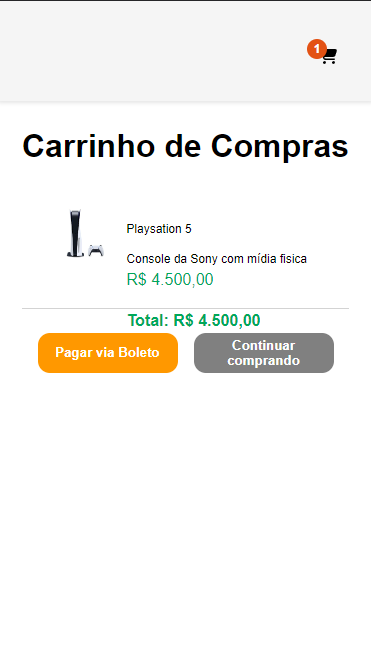 1
Carrinho de Compras
Playsation 5
Console da Sony com mídia fisica
R$ 4.500,00
Total: R$ 4.500,00
Pagar via Boleto
Continuar
comprando